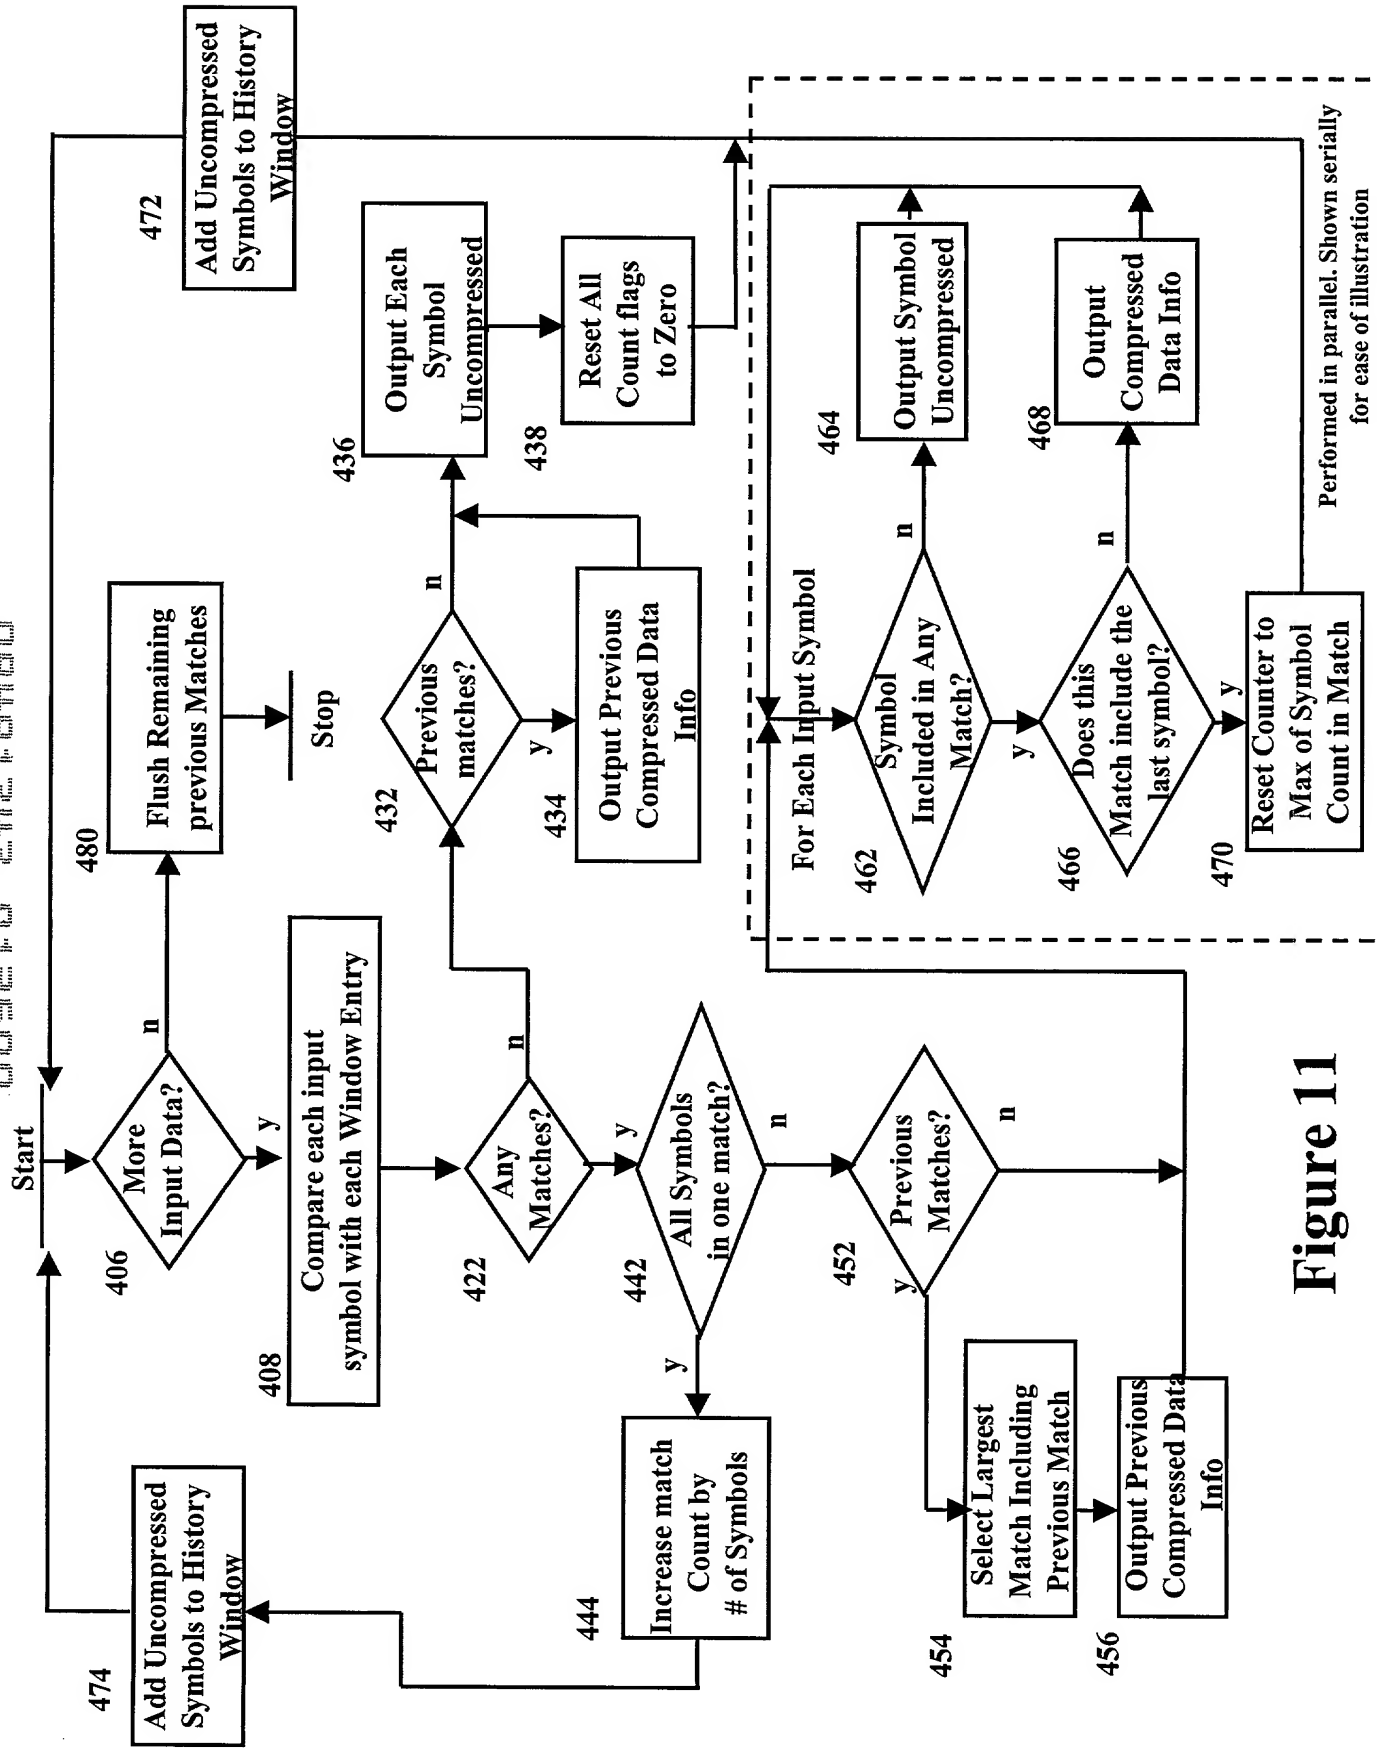 Start
406
More
Input Data?
n
y
480
Flush Remaining
previous Matches
Stop
472
Add Uncompressed
Symbols to History
Window
474
Add Uncompressed
Symbols to History
Window
408
Compare each input
symbol with each Window Entry
422
Any
Matches?
n
y
432
Previous
matches?
n
y
434
Output Previous
Compressed Data
Info
436
Output Each
Symbol
Uncompressed
438
Reset All
Count flags
to Zero
442
All Symbols
in one match?
y
n
444
Increase match
Count by
# of Symbols
452
Previous
Matches?
y
n
454
Select Largest
Match Including
Previous Match
456
Output Previous
Compressed Data
Info
For Each Input Symbol
462
Symbol
Included in Any
Match?
n
y
464
Output Symbol
Uncompressed
466
Does this
Match include the
last symbol?
n
y
468
Output
Compressed
Data Info
470
Reset Counter to
Max of Symbol
Count in Match
Performed in parallel. Shown serially
for ease of illustration
Figure 11